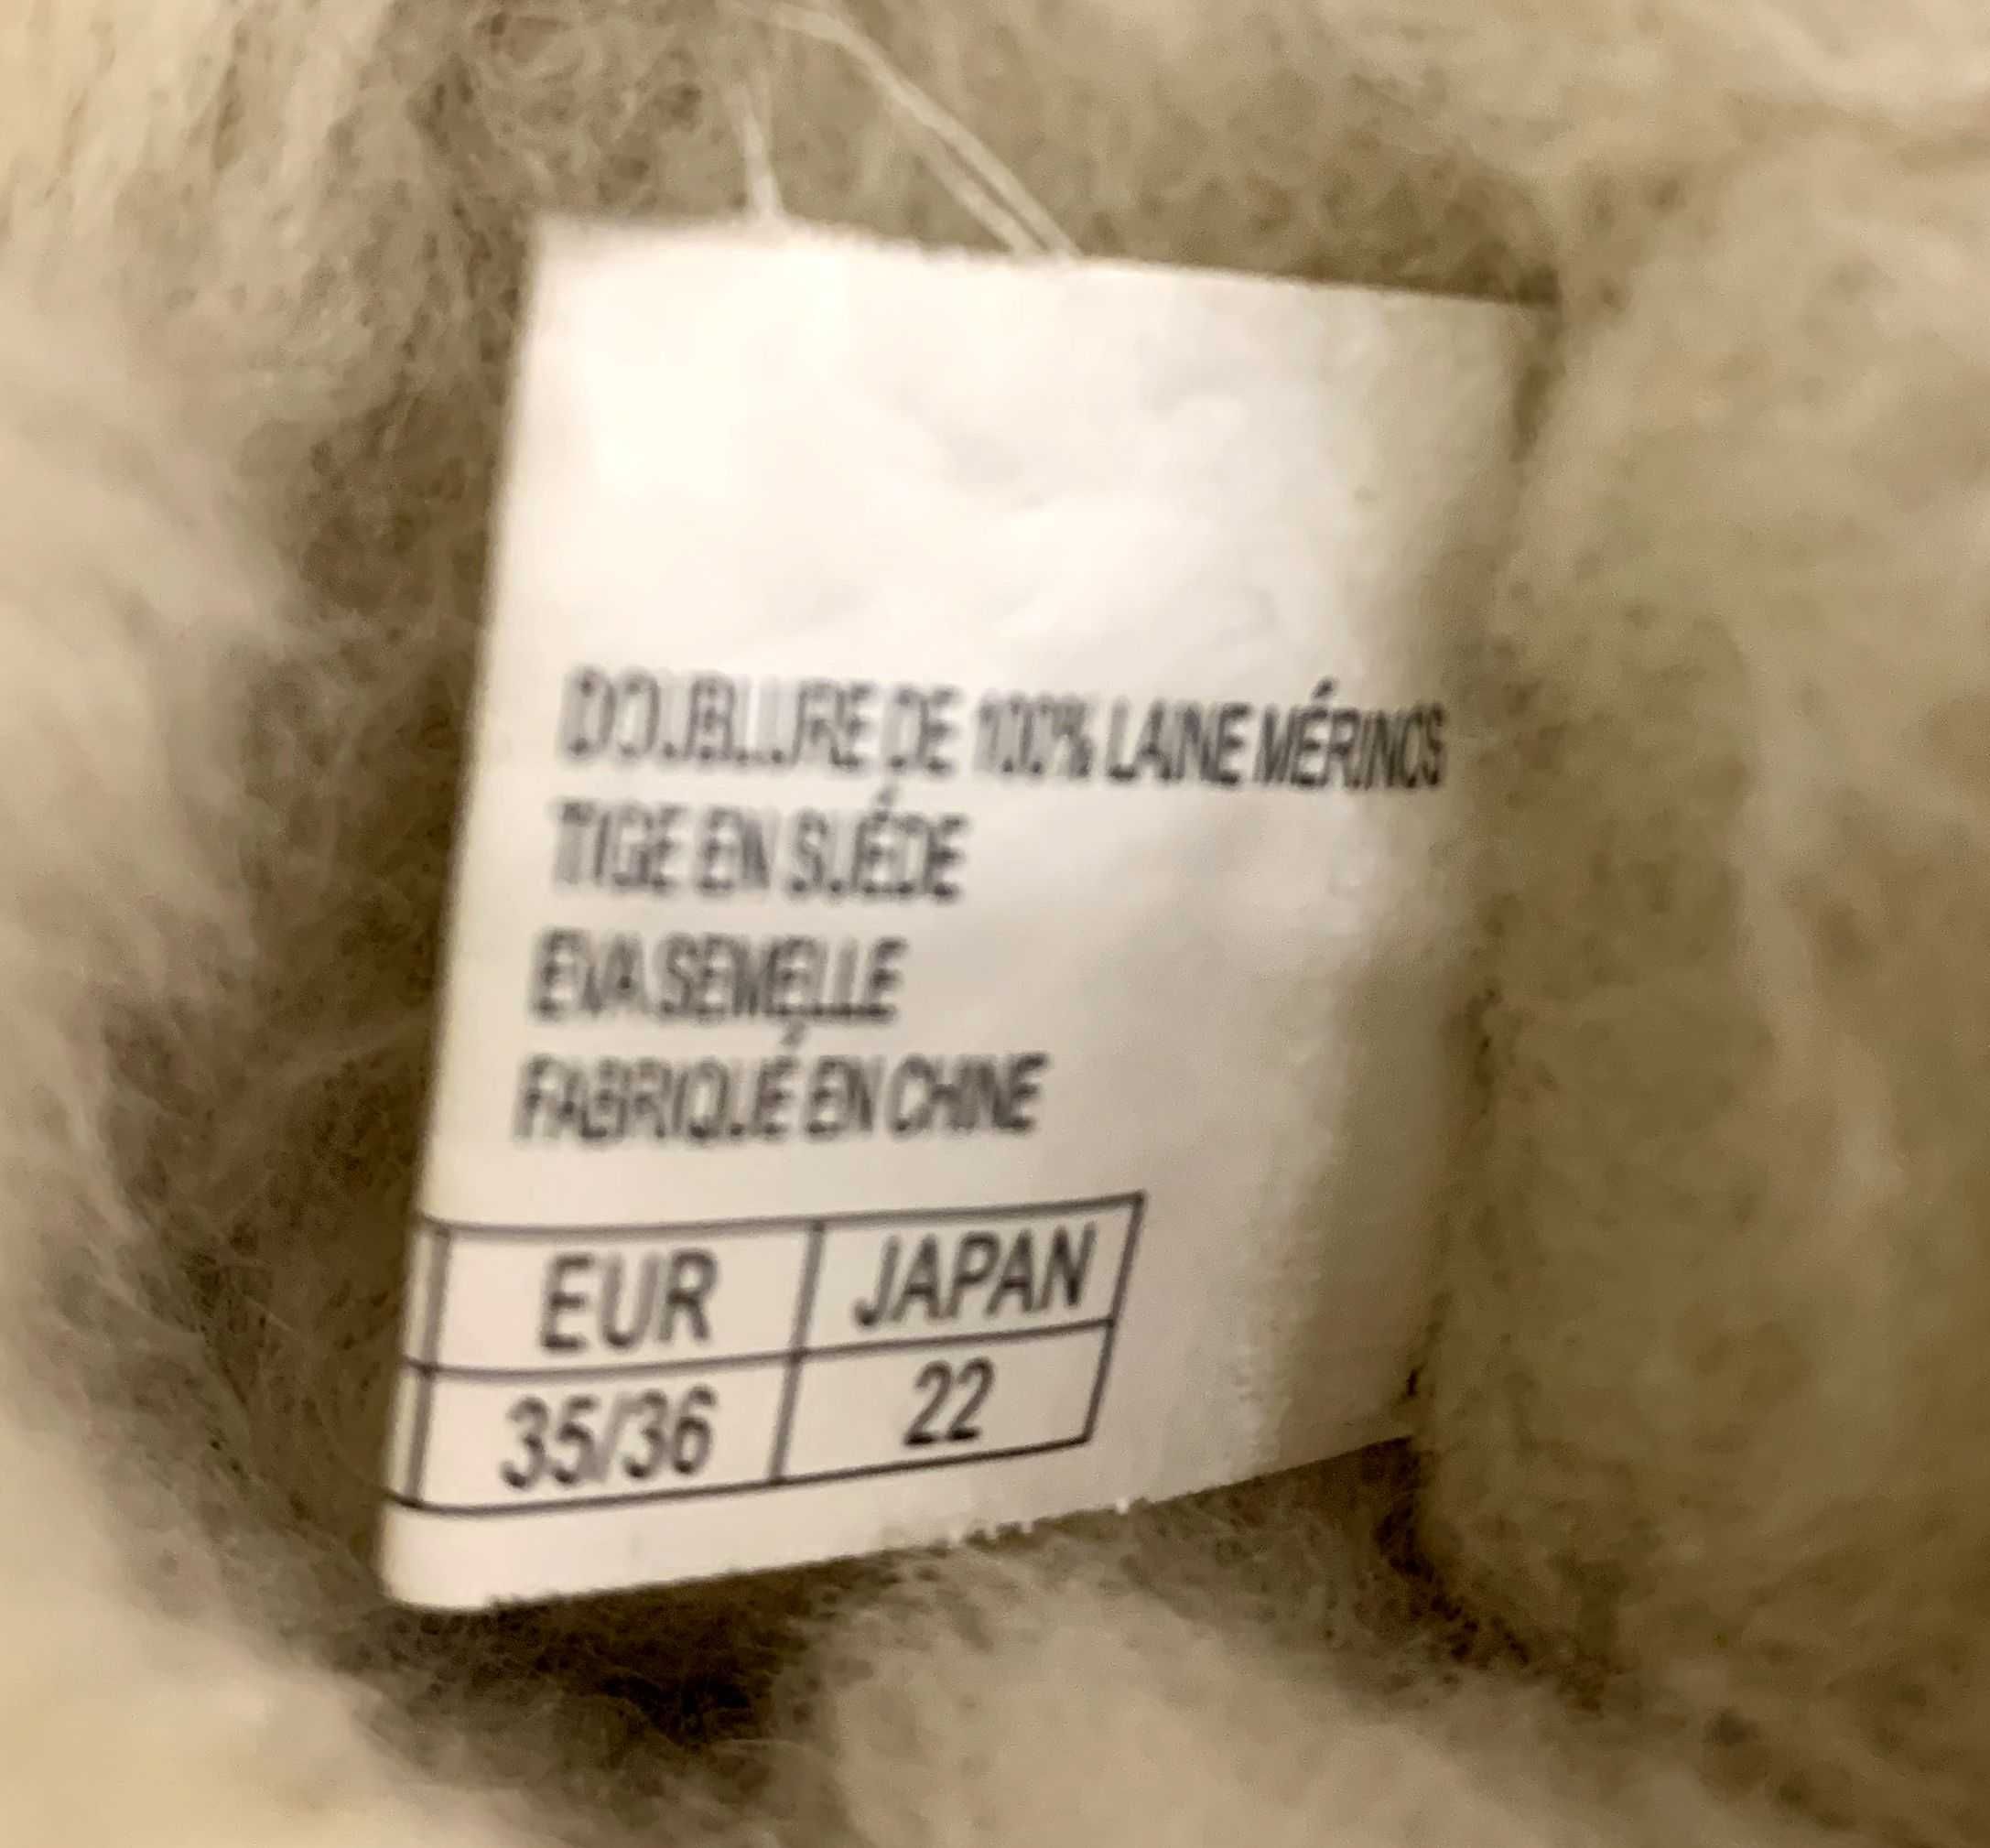 DOUBLURE DE 100% LAINE MÉRINOS
TIGE EN SUÉDE
EVA SEMELLE
FABRIQUÉ EN CHINE
EUR JAPAN
35/36 22